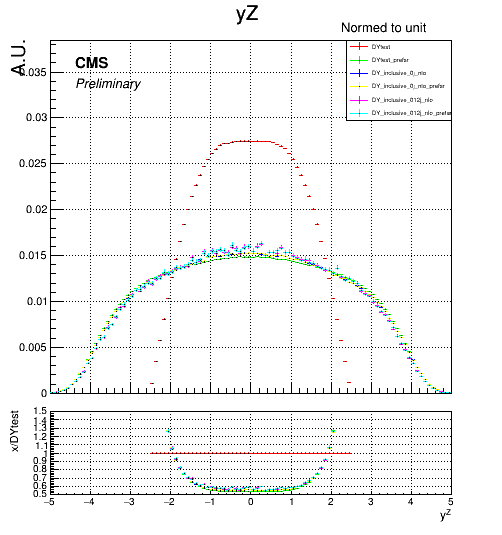 yZ
Normed to unit
A.U.
CMS
Preliminary
DYtest
DYtest_prefsr
DY_inclusive_0j_nlo
DY_inclusive_0j_nlo_prefsr
DY_inclusive_012j_nlo
DY_inclusive_012j_nlo_prefsr
0.035
0.03
0.025
0.02
0.015
0.01
0.005
0
x/DYtest
1.5
1.4
1.3
1.2
1.1
1
0.9
0.8
0.7
0.6
0.5
−5 −4 −3 −2 −1 0 1 2 3 4 5
yZ